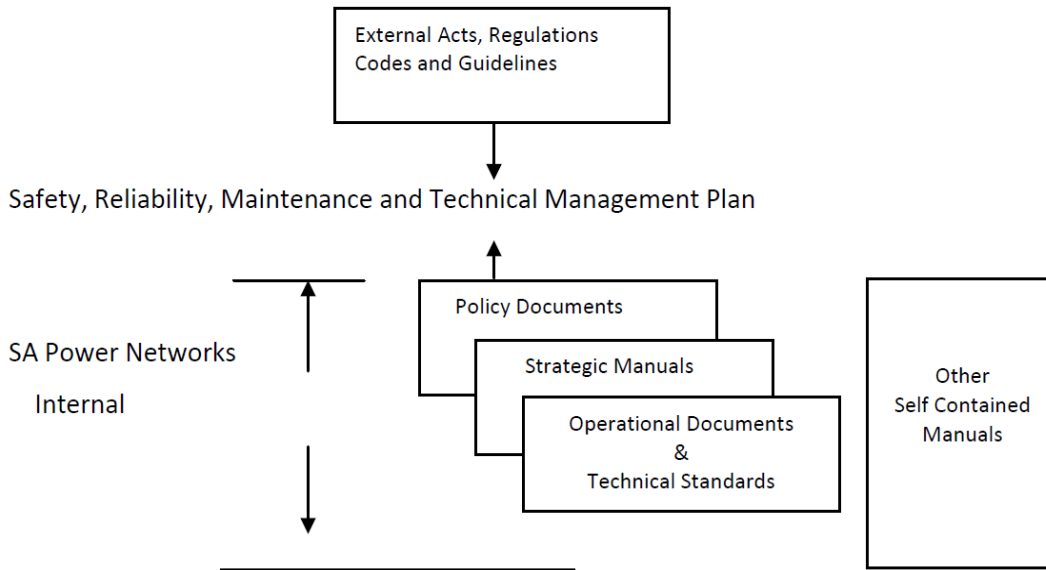 External Acts, Regulations
Codes and Guidelines
Safety, Reliability, Maintenance and Technical Management Plan
SA Power Networks
Internal
Policy Documents
Strategic Manuals
Operational Documents
&
Technical Standards
Other
Self Contained
Manuals